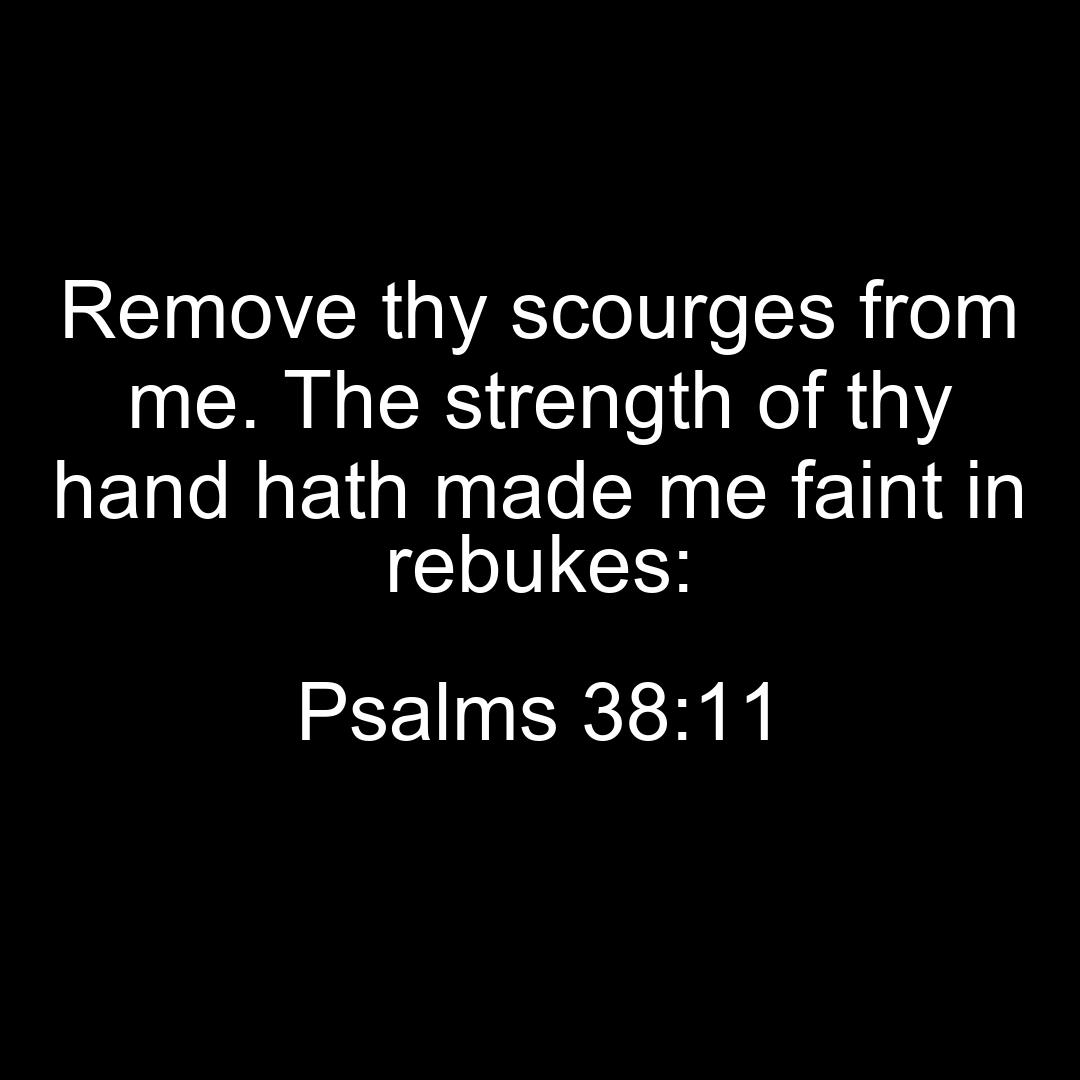 Remove thy scourges from
me. The strength of thy
hand hath made me faint in
rebukes:
Psalms 38:11